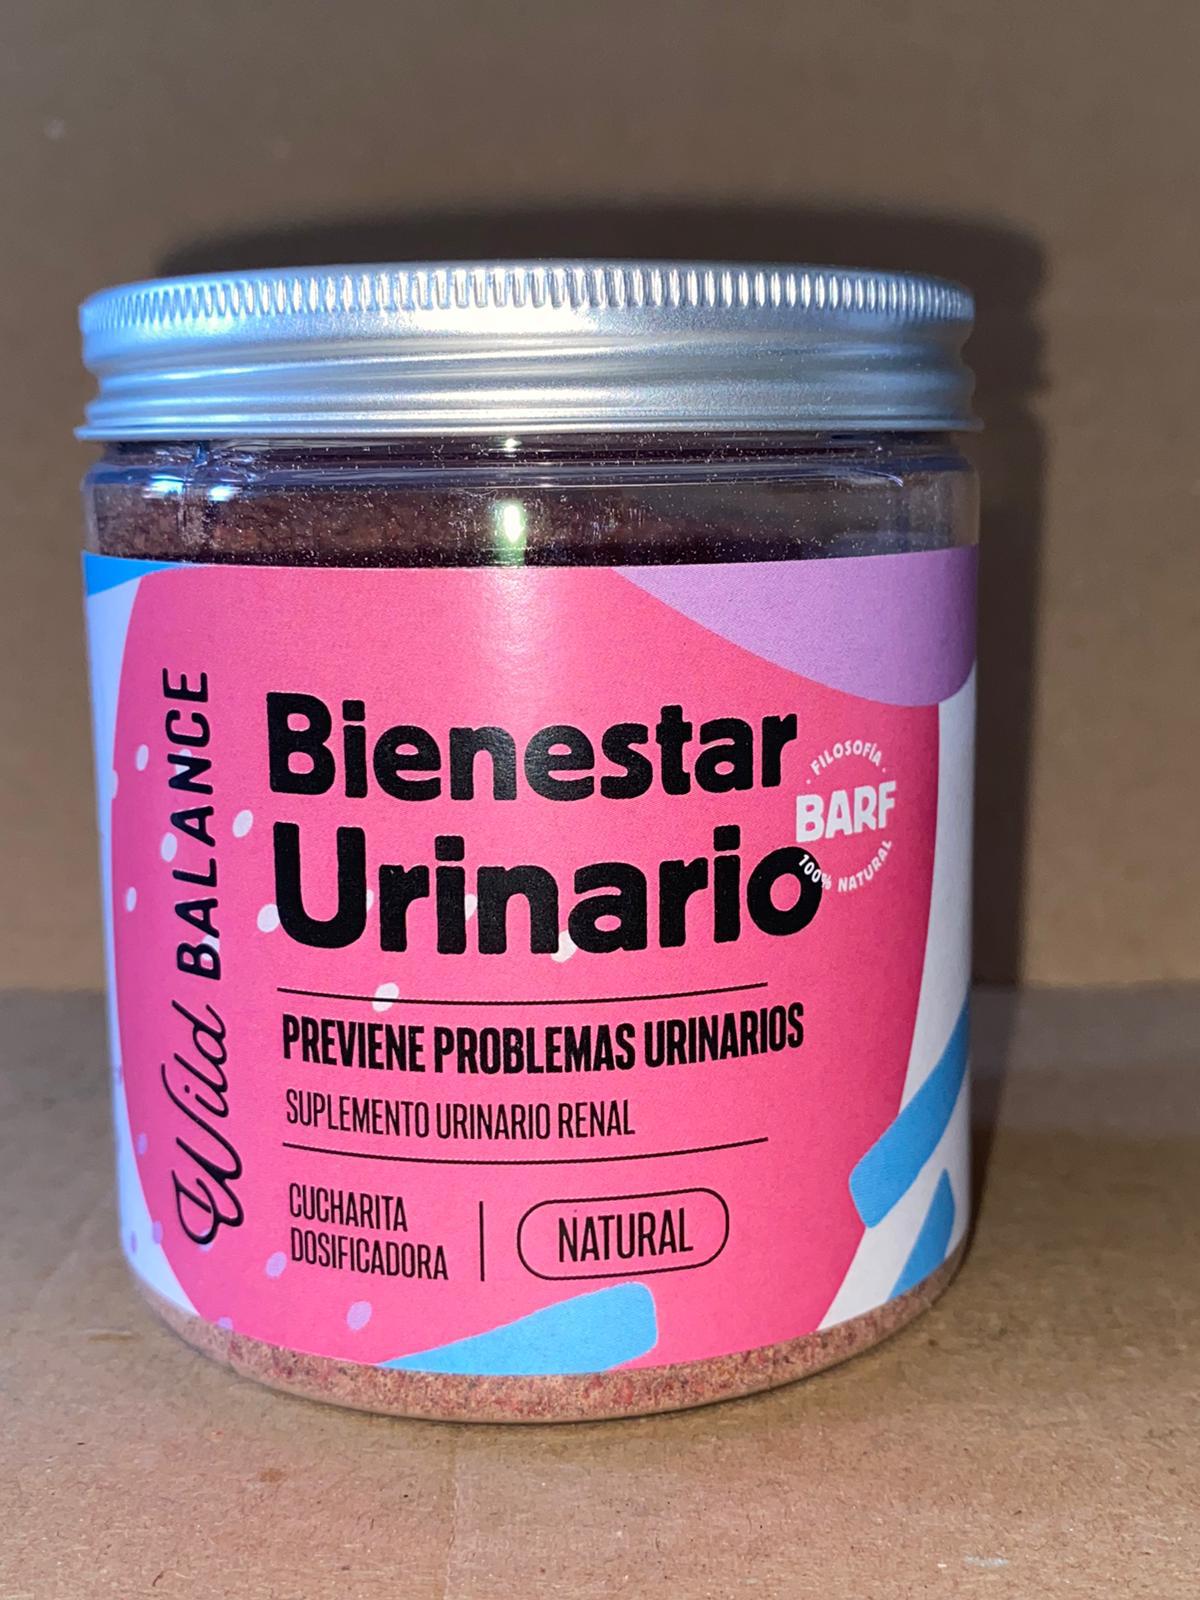 Wild BALANCE
Bienestar
Urinario
· FILOSOFÍA ·
BARF
100% NATURAL
PREVIENE PROBLEMAS URINARIOS
SUPLEMENTO URINARIO RENAL
CUCHARITA
DOSIFICADORA
NATURAL